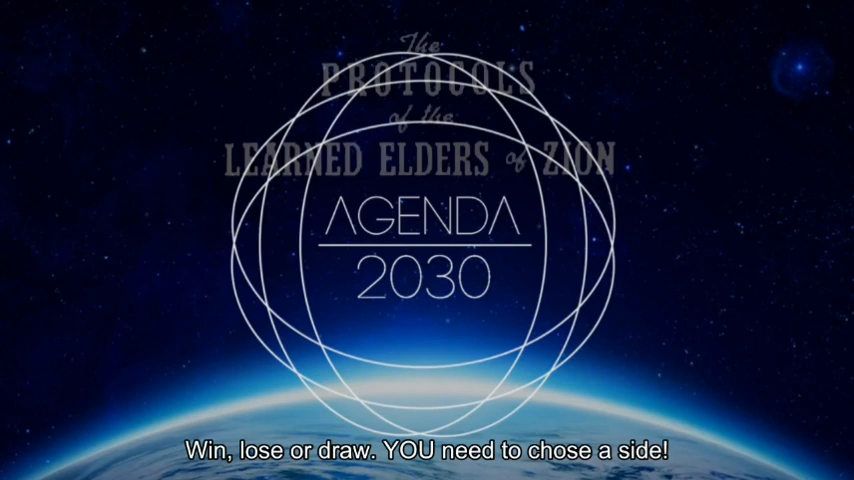 The
PROTOCOLS
of the
LEARNED ELDERS of ZION
AGENDA
2030
Win, lose or draw. YOU need to chose a side!